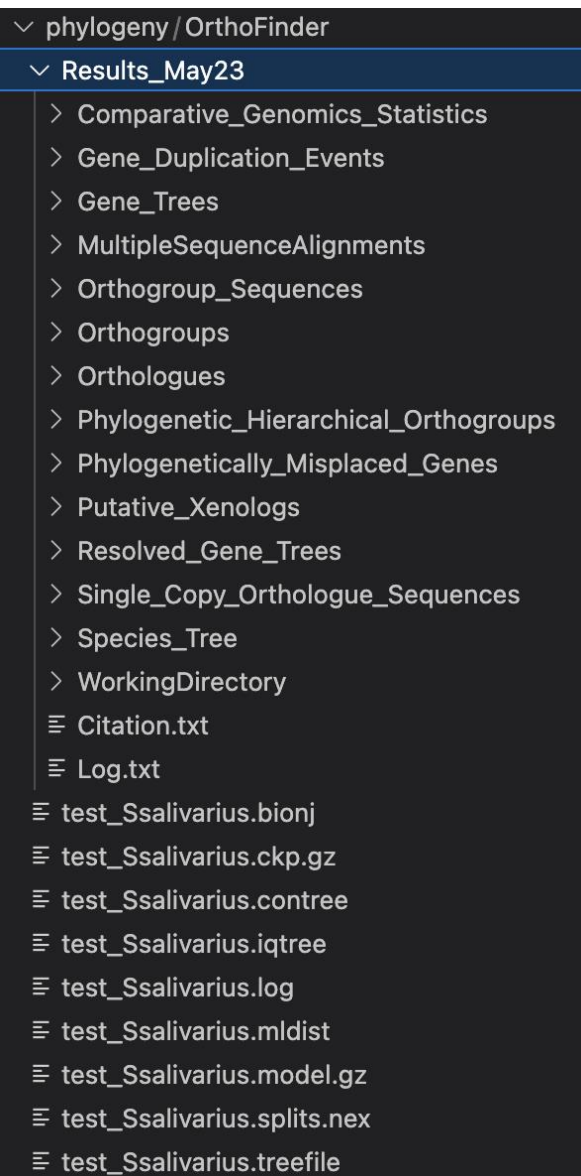 phylogeny/OrthoFinder
Results_May23
Comparative_Genomics_Statistics
Gene_Duplication_Events
Gene_Trees
MultipleSequenceAlignments
Orthogroup_Sequences
Orthogroups
Orthologues
Phylogenetic_Hierarchical_Orthogroups
Phylogenetically_Misplaced_Genes
Putative_Xenologs
Resolved_Gene_Trees
Single_Copy_Orthologue_Sequences
Species_Tree
WorkingDirectory
Citation.txt
Log.txt
test_Ssalivarius.bionj
test_Ssalivarius.ckp.gz
test_Ssalivarius.contree
test_Ssalivarius.iqtree
test_Ssalivarius.log
test_Ssalivarius.mldist
test_Ssalivarius.model.gz
test_Ssalivarius.splits.nex
test_Ssalivarius.treefile